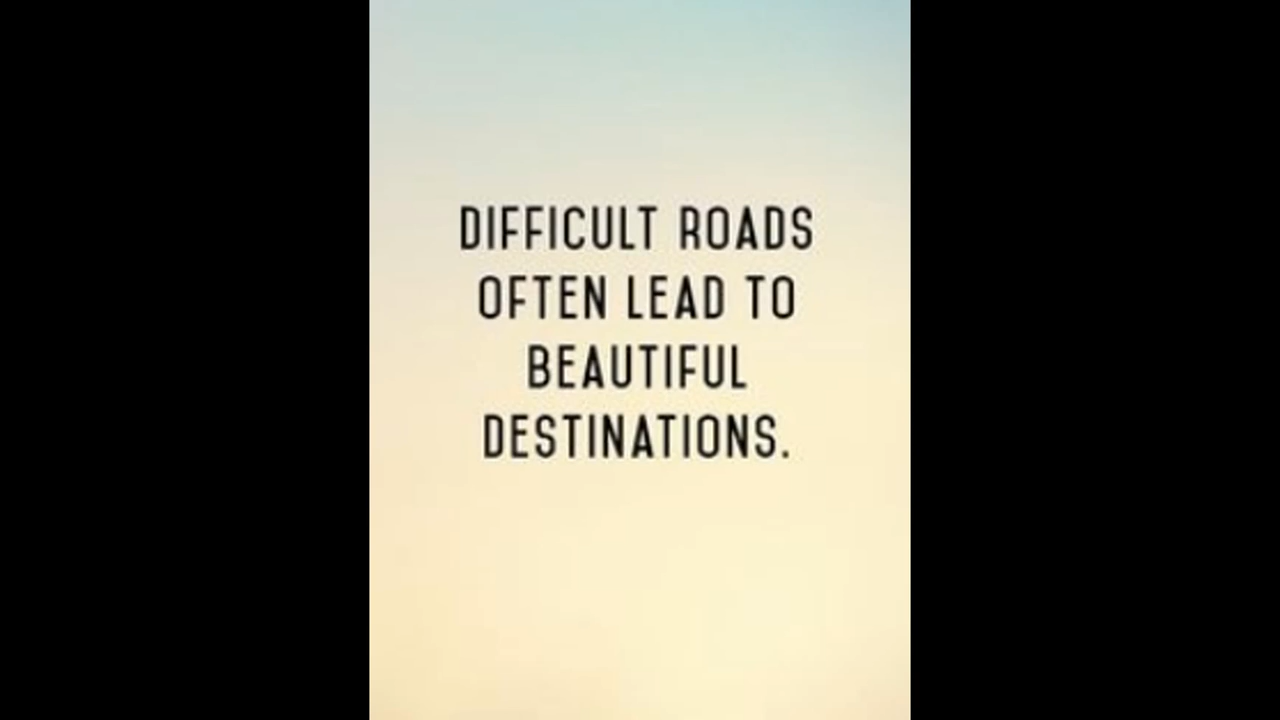 DIFFICULT ROADS
OFTEN LEAD TO
BEAUTIFUL
DESTINATIONS.